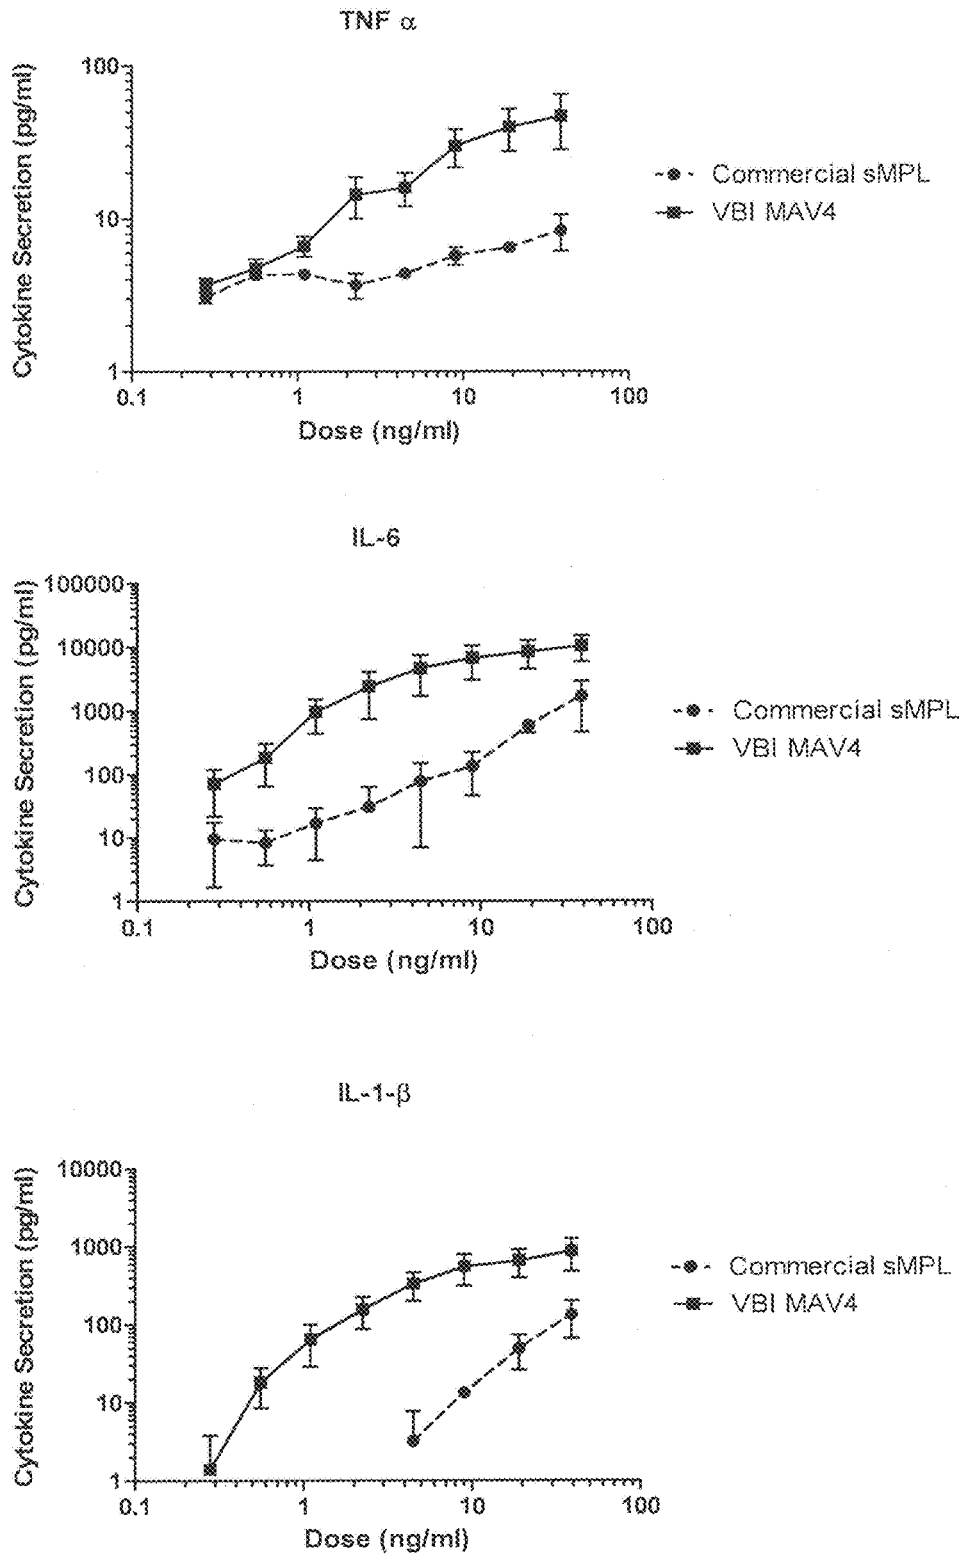 TNF α
Cytokine Secretion (pg/ml)
100
10
1
0.1
1
10
100
Dose (ng/ml)
Commercial sMPL
VBI MAV4
IL-6
Cytokine Secretion (pg/ml)
100000
10000
1000
100
10
1
0.1
1
10
100
Dose (ng/ml)
Commercial sMPL
VBI MAV4
IL-1-β
Cytokine Secretion (pg/ml)
10000
1000
100
10
1
0.1
1
10
100
Dose (ng/ml)
Commercial sMPL
VBI MAV4